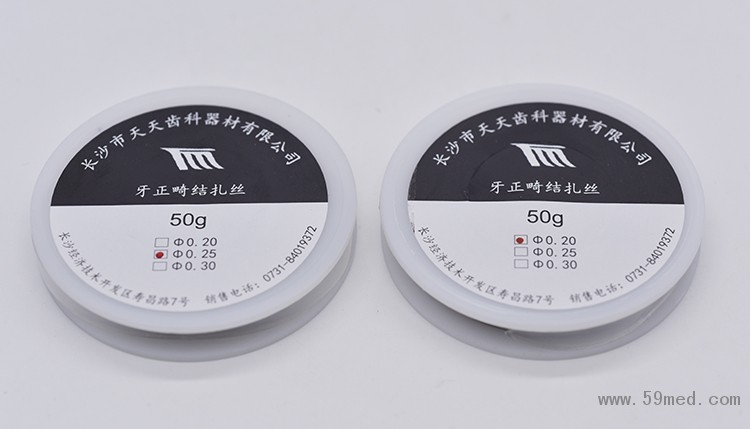 长沙市天天齿科器材有限公司
牙正畸结扎丝
50g
Φ0.20
Φ0.25
Φ0.30
长沙经济技术开发区寿昌路7号 销售电话：0731-84019372
长沙市天天齿科器材有限公司
牙正畸结扎丝
50g
Φ0.20
Φ0.25
Φ0.30
长沙经济技术开发区寿昌路7号 销售电话：0731-84019372
www.59med.com